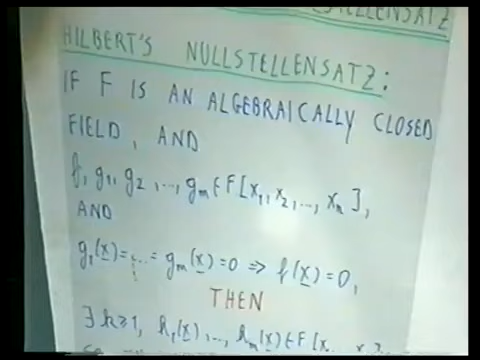 STELLENSATZ
HILBERT'S NULLSTELLENSATZ:
IF F IS AN ALGEBRAICALLY CLOSED
FIELD, AND
f, g₁, g₂, ..., gₘ ∈ F[x₁, x₂, ..., xₙ],
AND
g₁(x̲)=...=gₘ(x̲)=0 ⇒ f(x̲)=0,
THEN
∃ k≥1, h₁(x̲), ..., hₘ(x̲) ∈ F[x